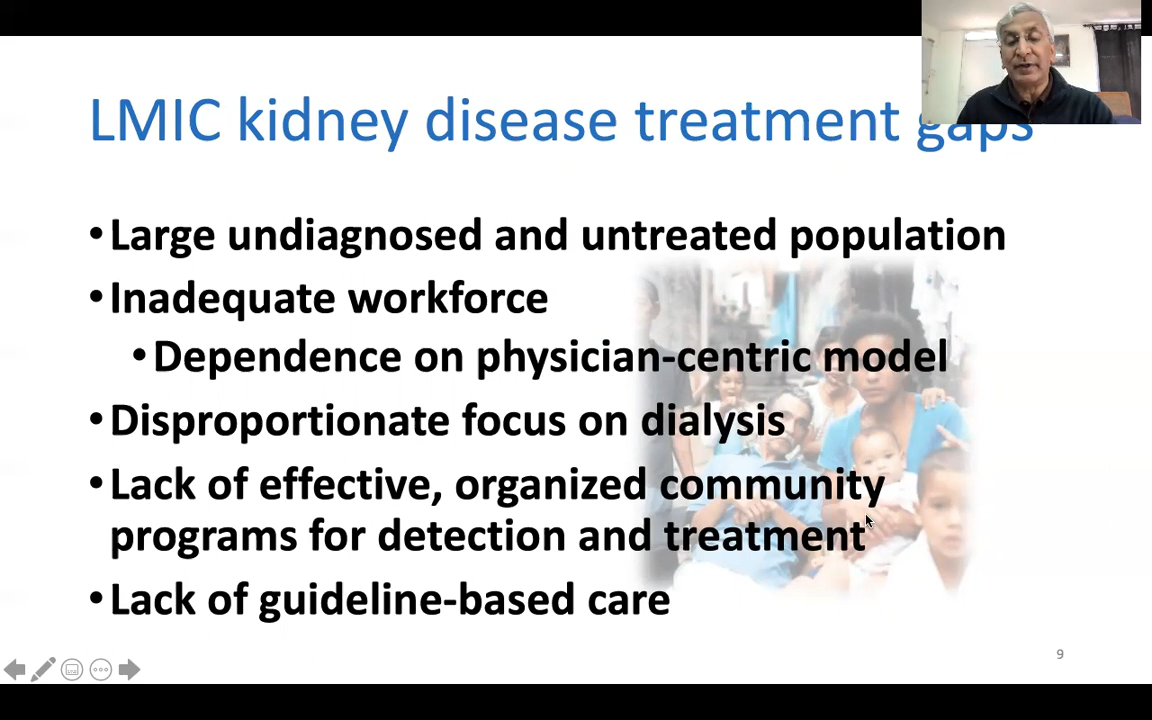 LMIC kidney disease treatment gaps
•Large undiagnosed and untreated population
•Inadequate workforce
•Dependence on physician-centric model
•Disproportionate focus on dialysis
•Lack of effective, organized community
programs for detection and treatment
•Lack of guideline-based care
9